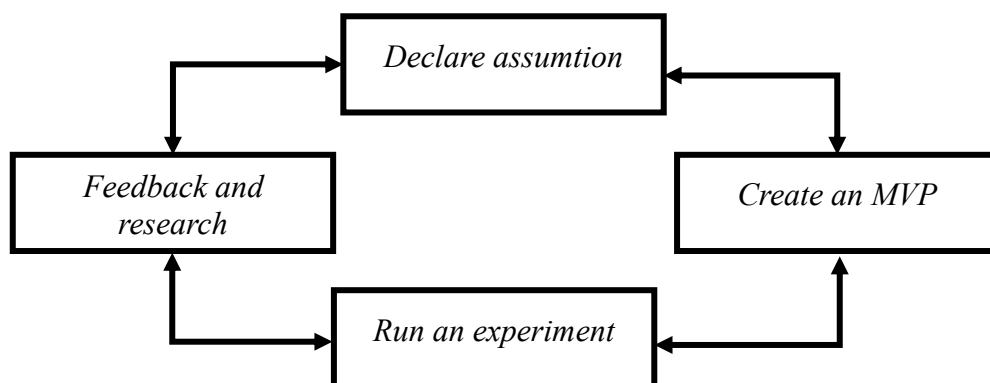 Declare assumtion
Feedback and
research
Create an MVP
Run an experiment